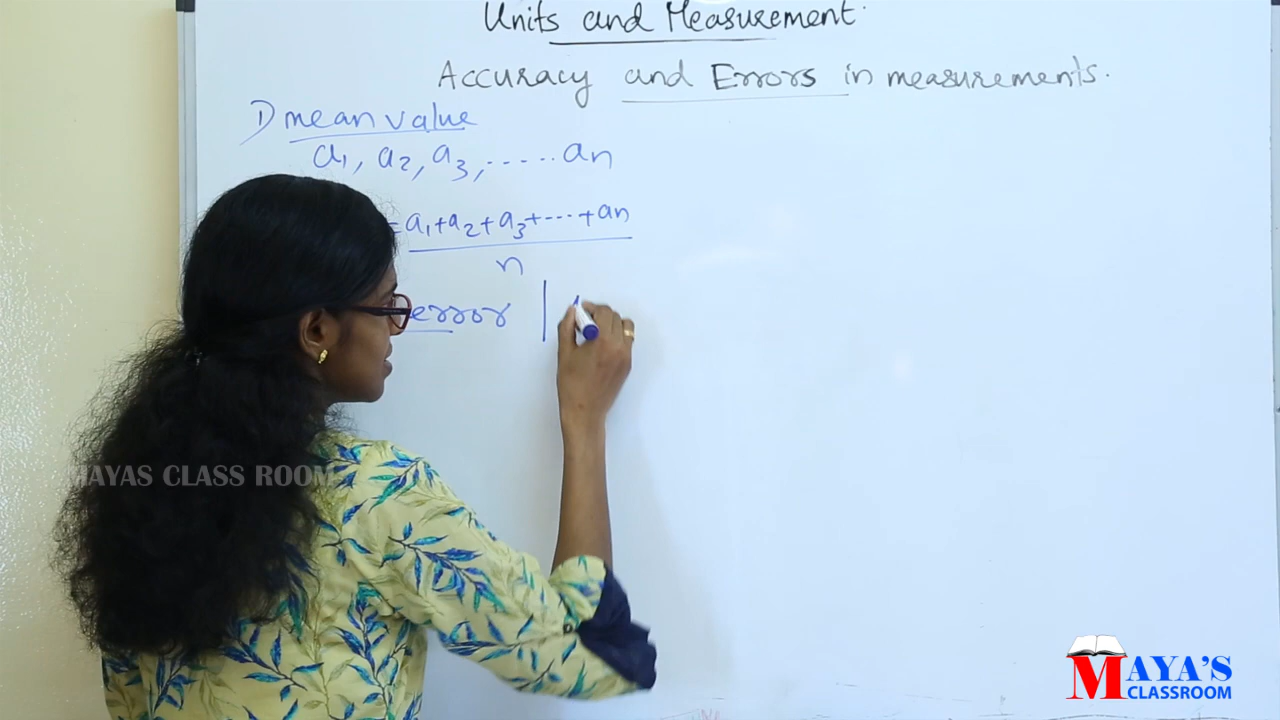 Units and Measurement.
Accuracy and Errors in measurements.
1) mean value
a₁, a₂, a₃, ..... an
= a₁+a₂+a₃+...+an
n
error |
MAYAS CLASS ROOM
MAYA'S
CLASSROOM